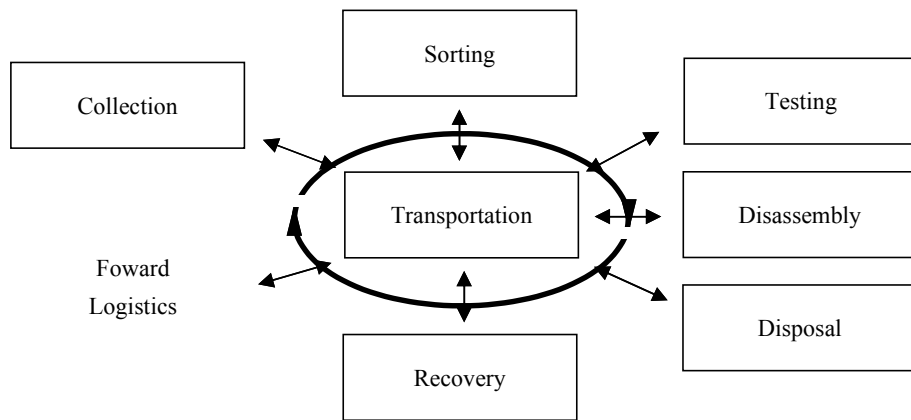 Sorting
Collection
Testing
Transportation
Disassembly
Foward
Logistics
Disposal
Recovery